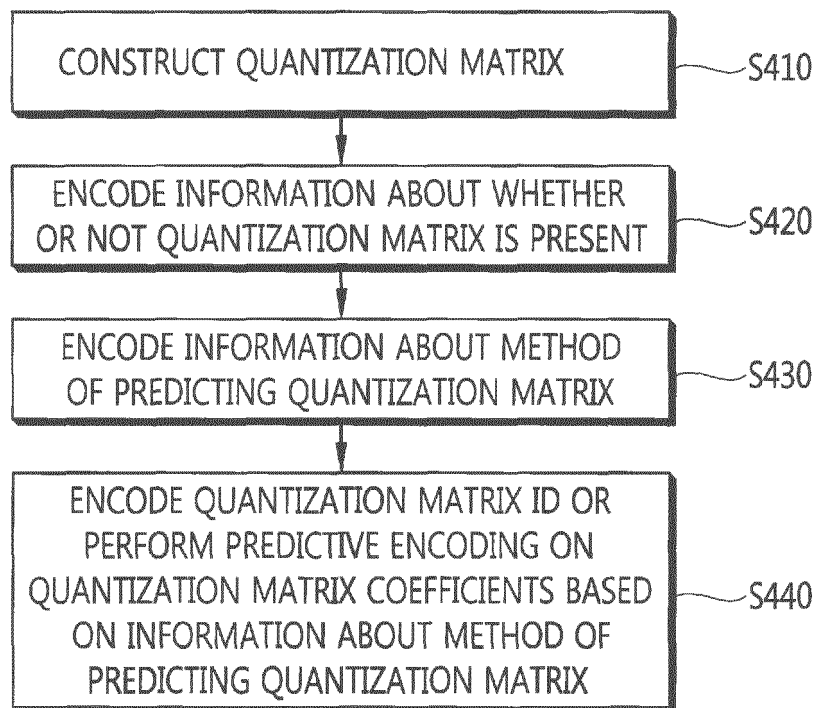 CONSTRUCT QUANTIZATION MATRIX
S410
ENCODE INFORMATION ABOUT WHETHER
OR NOT QUANTIZATION MATRIX IS PRESENT
S420
ENCODE INFORMATION ABOUT METHOD
OF PREDICTING QUANTIZATION MATRIX
S430
ENCODE QUANTIZATION MATRIX ID OR
PERFORM PREDICTIVE ENCODING ON
QUANTIZATION MATRIX COEFFICIENTS BASED
ON INFORMATION ABOUT METHOD OF
PREDICTING QUANTIZATION MATRIX
S440